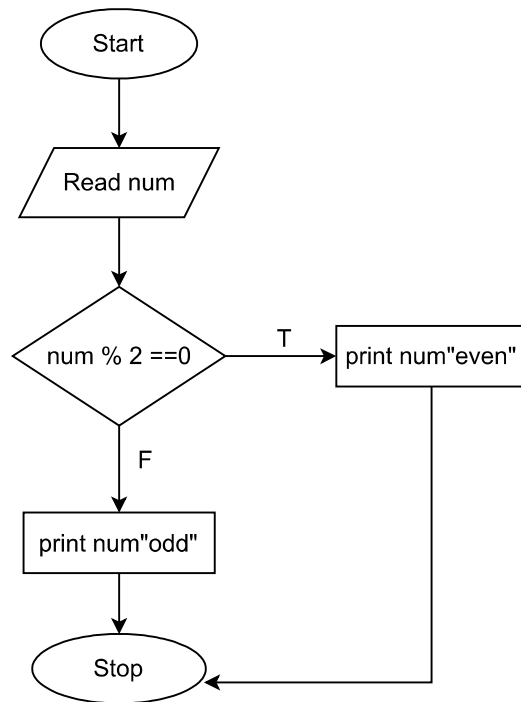 Start
Read num
num % 2 ==0
T
print num"even"
F
print num"odd"
Stop